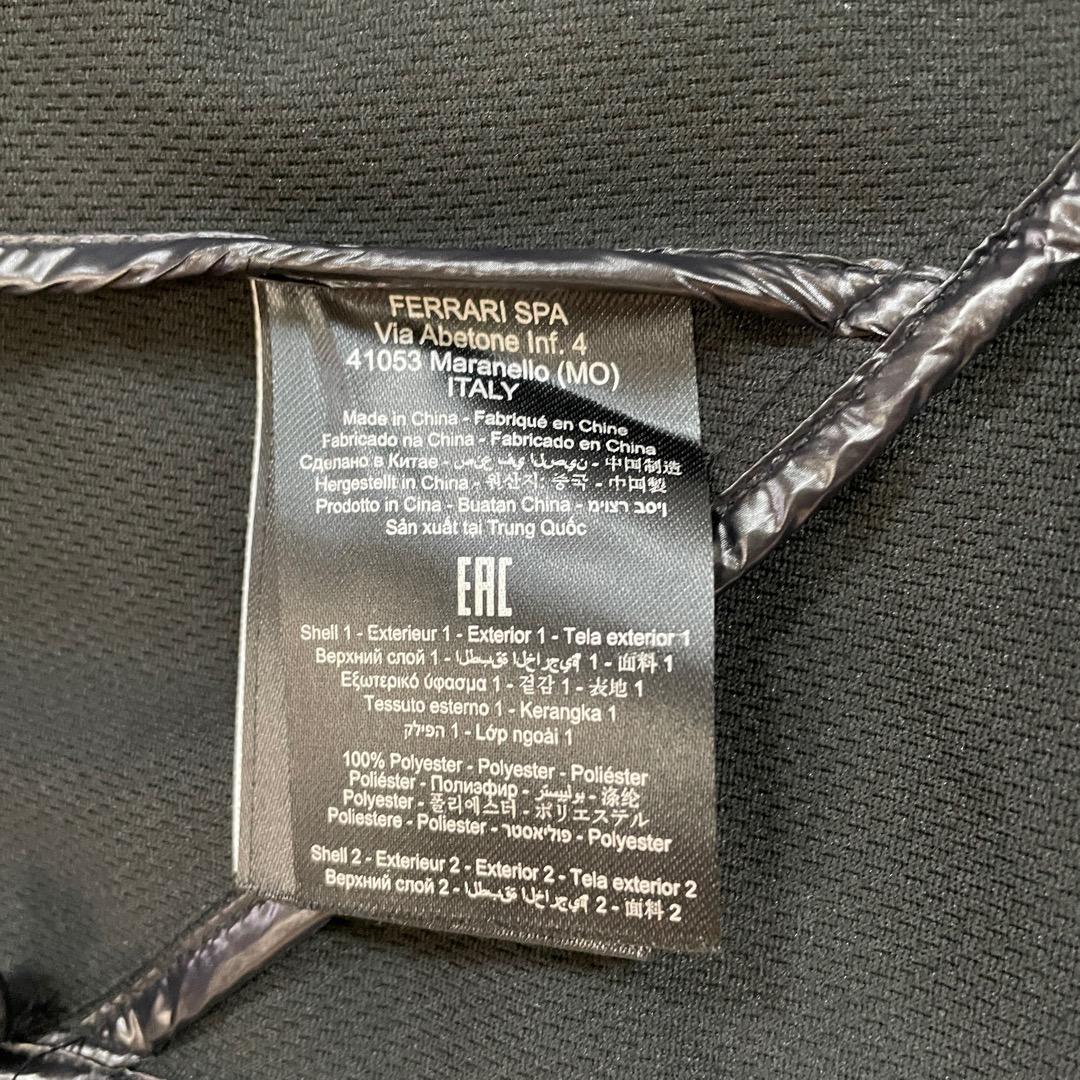 FERRARI SPA
Via Abetone Inf. 4
41053 Maranello (MO)
ITALY
Made in China - Fabriqué en Chine
Fabricado na China - Fabricado en China
Сделано в Китае - صنع في الصين - 中国制造
Hergestellt in China - 원산지: 중국 - 中国製
Prodotto in Cina - Buatan China - מיוצר בסין
Sản xuất tại Trung Quốc
EAC
Shell 1 - Exterieur 1 - Exterior 1 - Tela exterior 1
Верхний слой 1 - الطبقة الخارجية 1 - 面料 1
Εξωτερικό ύφασμα 1 - 겉감 1 - 表地 1
Tessuto esterno 1 - Kerangka 1
הפילק 1 - Lớp ngoài 1
100% Polyester - Polyester - Poliéster
Poliéster - Полиэфир - بوليستر - 涤纶
Polyester - 폴리에스터 - ポリエステル
Poliestere - Poliester - פוליאסטר - Polyester
Shell 2 - Exterieur 2 - Exterior 2 - Tela exterior 2
Верхний слой 2 - الطبقة الخارجية 2 - 面料 2